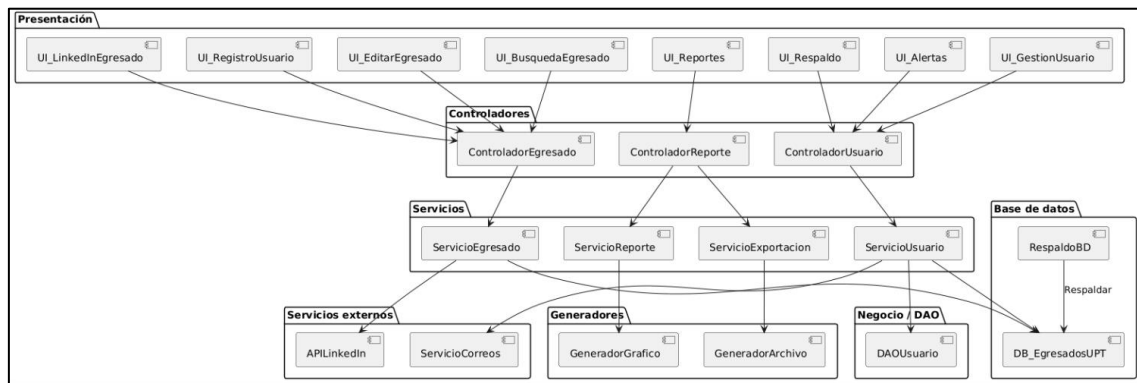 Presentación
UI_LinkedInEgresado
UI_RegistroUsuario
UI_EditarEgresado
UI_BusquedaEgresado
UI_Reportes
UI_Respaldo
UI_Alertas
UI_GestionUsuario
Controladores
ControladorEgresado
ControladorReporte
ControladorUsuario
Servicios
ServicioEgresado
ServicioReporte
ServicioExportacion
ServicioUsuario
Base de datos
RespaldoBD
Respaldar
Servicios externos
APILinkedIn
ServicioCorreos
Generadores
GeneradorGrafico
GeneradorArchivo
Negocio / DAO
DAOUsuario
DB_EgresadosUPT